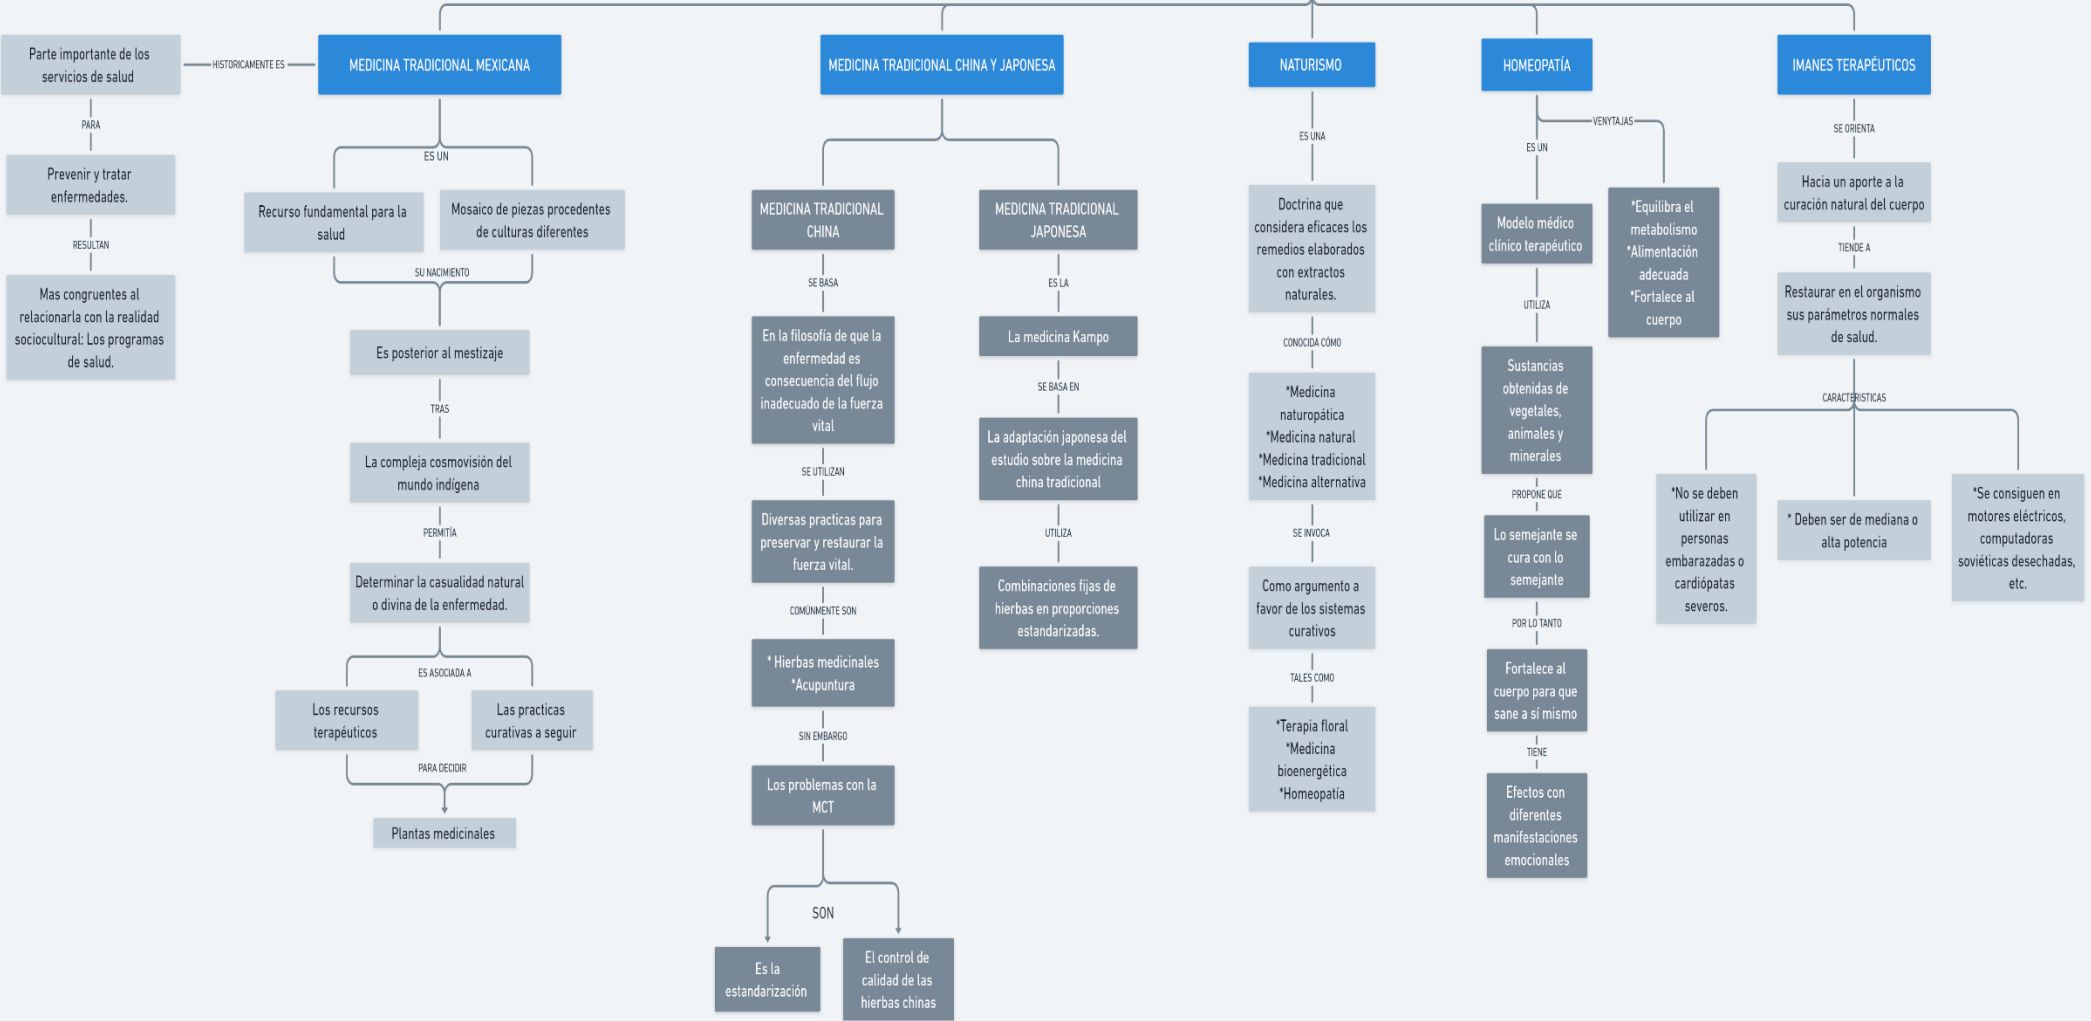 Parte importante de los
servicios de salud
HISTORICAMENTE ES
MEDICINA TRADICIONAL MEXICANA
PARA
Prevenir y tratar
enfermedades.
RESULTAN
Mas congruentes al
relacionarla con la realidad
sociocultural: Los programas
de salud.
ES UN
Recurso fundamental para la
salud
Mosaico de piezas procedentes
de culturas diferentes
SU NACIMIENTO
Es posterior al mestizaje
TRAS
La compleja cosmovisión del
mundo indígena
PERMITÍA
Determinar la casualidad natural
o divina de la enfermedad.
ES ASOCIADA A
Los recursos
terapéuticos
Las practicas
curativas a seguir
PARA DECIDIR
Plantas medicinales
MEDICINA TRADICIONAL CHINA Y JAPONESA
MEDICINA TRADICIONAL
CHINA
SE BASA
En la filosofía de que la
enfermedad es
consecuencia del flujo
inadecuado de la fuerza
vital
SE UTILIZAN
Diversas practicas para
preservar y restaurar la
fuerza vital.
COMÚNMENTE SON
* Hierbas medicinales
*Acupuntura
SIN EMBARGO
Los problemas con la
MCT
SON
Es la
estandarización
El control de
calidad de las
hierbas chinas
MEDICINA TRADICIONAL
JAPONESA
ES LA
La medicina Kampo
SE BASA EN
La adaptación japonesa del
estudio sobre la medicina
china tradicional
UTILIZA
Combinaciones fijas de
hierbas en proporciones
estandarizadas.
NATURISMO
ES UNA
Doctrina que
considera eficaces los
remedios elaborados
con extractos
naturales.
CONOCIDA CÓMO
*Medicina
naturopática
*Medicina natural
*Medicina tradicional
*Medicina alternativa
SE INVOCA
Como argumento a
favor de los sistemas
curativos
TALES COMO
*Terapia floral
*Medicina
bioenergética
*Homeopatía
HOMEOPATÍA
VENYTAJAS
ES UN
Modelo médico
clínico terapéutico
UTILIZA
Sustancias
obtenidas de
vegetales,
animales y
minerales
PROPONE QUE
Lo semejante se
cura con lo
semejante
POR LO TANTO
Fortalece al
cuerpo para que
sane a sí mismo
TIENE
Efectos con
diferentes
manifestaciones
emocionales
*Equilibra el
metabolismo
*Alimentación
adecuada
*Fortalece al
cuerpo
IMANES TERAPÉUTICOS
SE ORIENTA
Hacia un aporte a la
curación natural del cuerpo
TIENDE A
Restaurar en el organismo
sus parámetros normales
de salud.
CARACTERISTICAS
*No se deben
utilizar en
personas
embarazadas o
cardiópatas
severos.
* Deben ser de mediana o
alta potencia
*Se consiguen en
motores eléctricos,
computadoras
soviéticas desechadas,
etc.